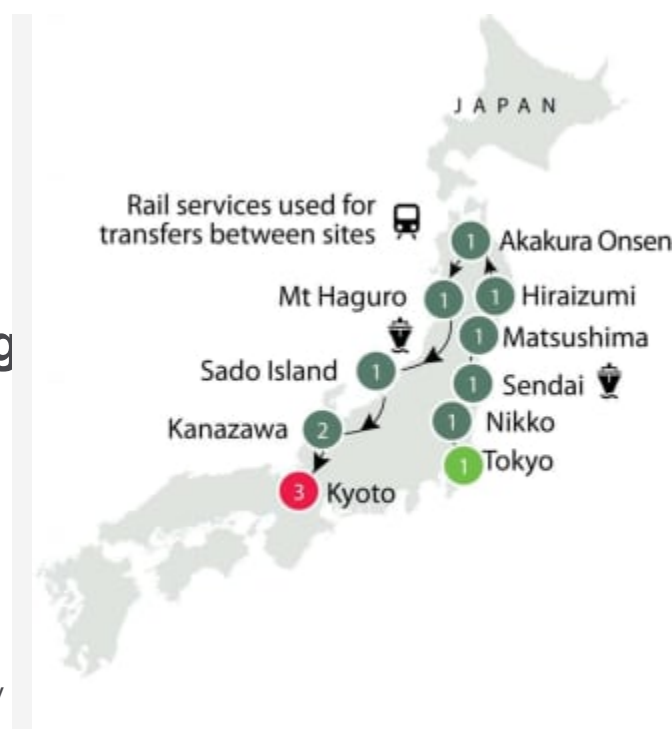 JAPAN
Rail services used for
transfers between sites
1 Akakura Onsen
Mt Haguro 1
1 Hiraizumi
1 Matsushima
Sado Island 1
1 Sendai
Kanazawa 2
1 Nikko
1 Tokyo
3 Kyoto